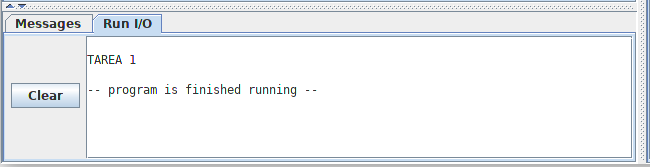 Messages
Run I/O
TAREA 1
-- program is finished running --
Clear